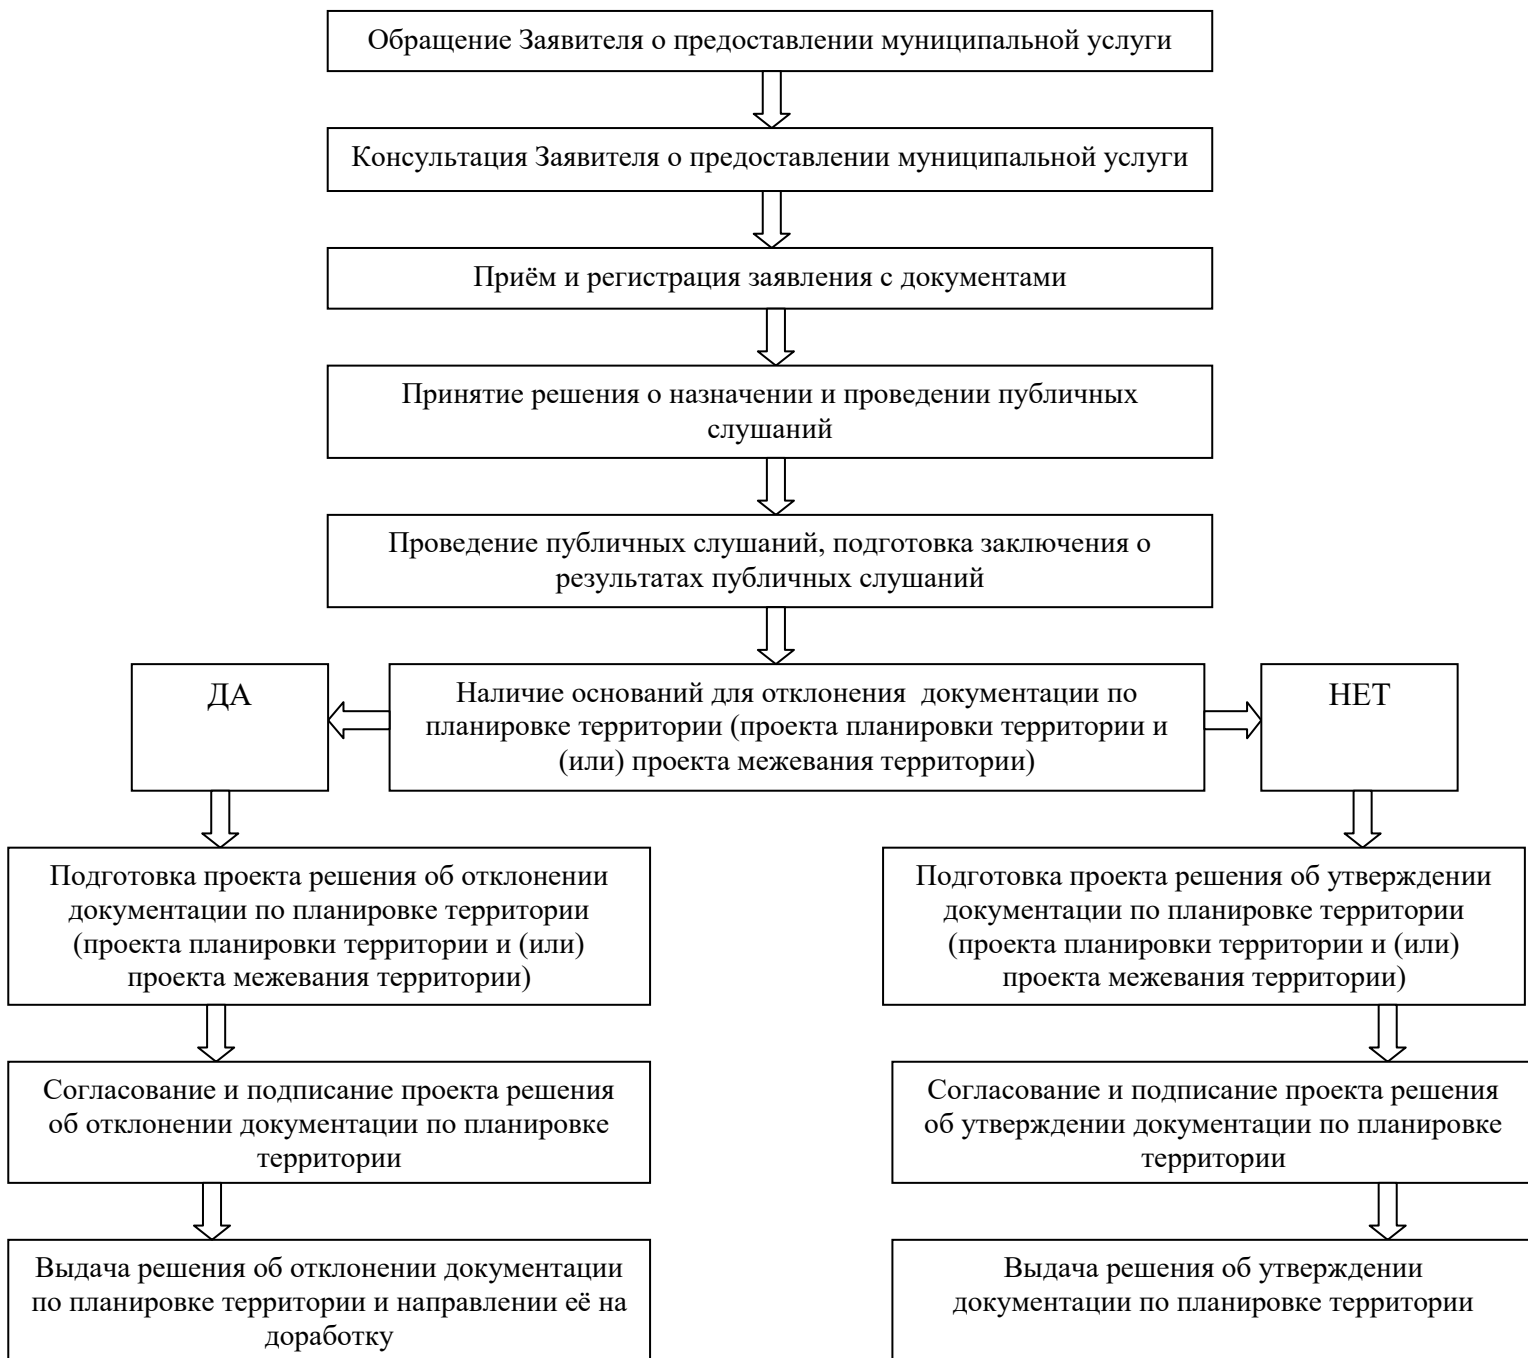 Обращение Заявителя о предоставлении муниципальной услуги
Консультация Заявителя о предоставлении муниципальной услуги
Приём и регистрация заявления с документами
Принятие решения о назначении и проведении публичных
слушаний
Проведение публичных слушаний, подготовка заключения о
результатах публичных слушаний
ДА
Наличие оснований для отклонения документации по
планировке территории (проекта планировки территории и
(или) проекта межевания территории)
НЕТ
Подготовка проекта решения об отклонении
документации по планировке территории
(проекта планировки территории и (или)
проекта межевания территории)
Подготовка проекта решения об утверждении
документации по планировке территории
(проекта планировки территории и (или)
проекта межевания территории)
Согласование и подписание проекта решения
об отклонении документации по планировке
территории
Согласование и подписание проекта решения
об утверждении документации по планировке
территории
Выдача решения об отклонении документации
по планировке территории и направлении её на
доработку
Выдача решения об утверждении
документации по планировке территории